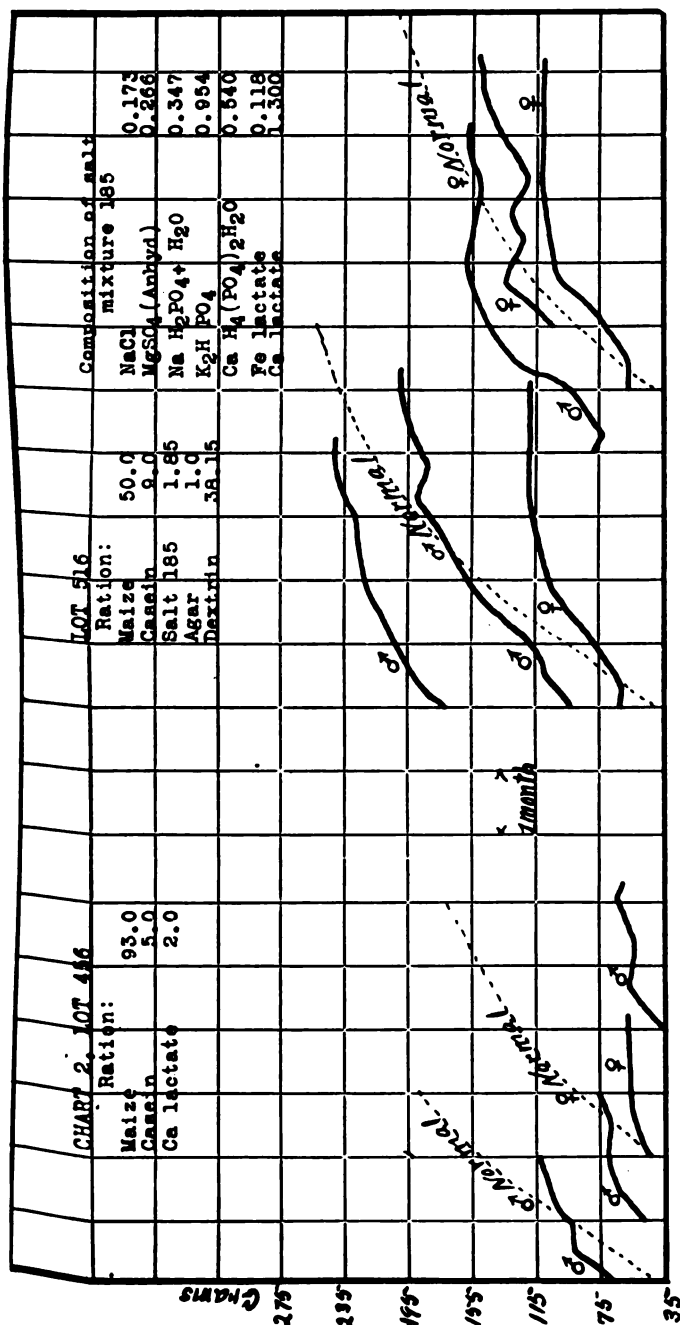 CHART 2, LOT 456
Ration:
Maize 93.0
Casein 5.0
Ca lactate 2.0
LOT 516
Ration:
Maize 50.0
Casein 9.0
Salt 185 1.85
Agar 1.0
Dextrin 38.15
Composition of salt
mixture 185
NaCl 0.173
MgSO4(Anhyd) 0.266
Na H2PO4+ H2O 0.347
K2H PO4 0.954
Ca H4(PO4)2H2O 0.540
Fe lactate 0.118
Ca lactate 1.300
Grams
275
235
195
155
115
75
35
♂
♂ Normal
♂
♀ Normal
♀
♂
1 month
♂
♂ Normal
♂
♀
♂
♀ Normal
♀
♀